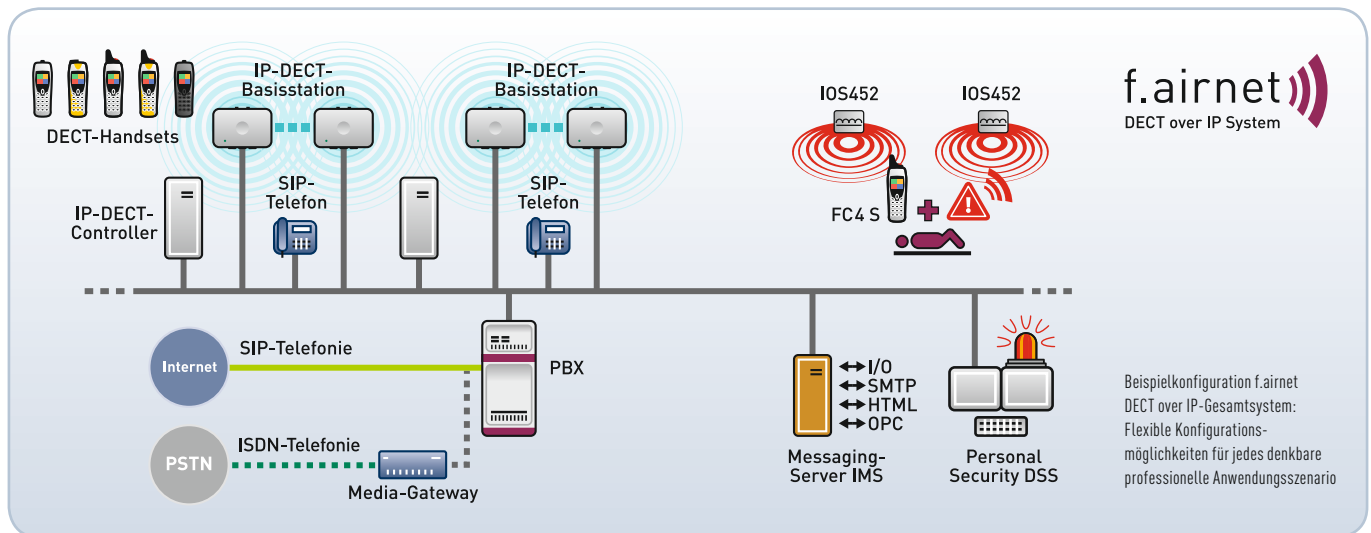 DECT-Handsets
IP-DECT-
Basisstation
IP-DECT-
Basisstation
IOS452
IOS452
f.airnet
DECT over IP System
IP-DECT-
Controller
SIP-
Telefon
SIP-
Telefon
FC4 S
Internet
SIP-Telefonie
PBX
PSTN
ISDN-Telefonie
Media-Gateway
I/O
SMTP
HTML
OPC
Messaging-
Server IMS
Personal
Security DSS
Beispielkonfiguration f.airnet
DECT over IP-Gesamtsystem:
Flexible Konfigurations-
möglichkeiten für jedes denkbare
professionelle Anwendungsszenario